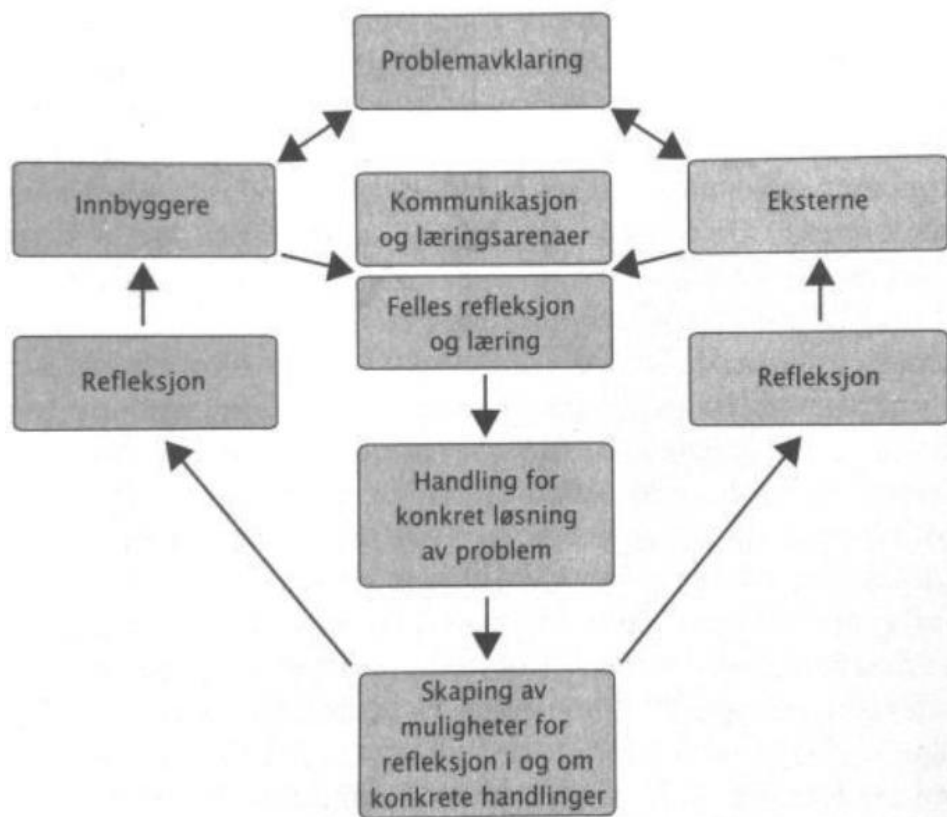 Problemavklaring
Innbyggere
Kommunikasjon
og læringsarenaer
Eksterne
Felles refleksjon
og læring
Refleksjon
Refleksjon
Handling for
konkret løsning
av problem
Skaping av
muligheter for
refleksjon i og om
konkrete handlinger